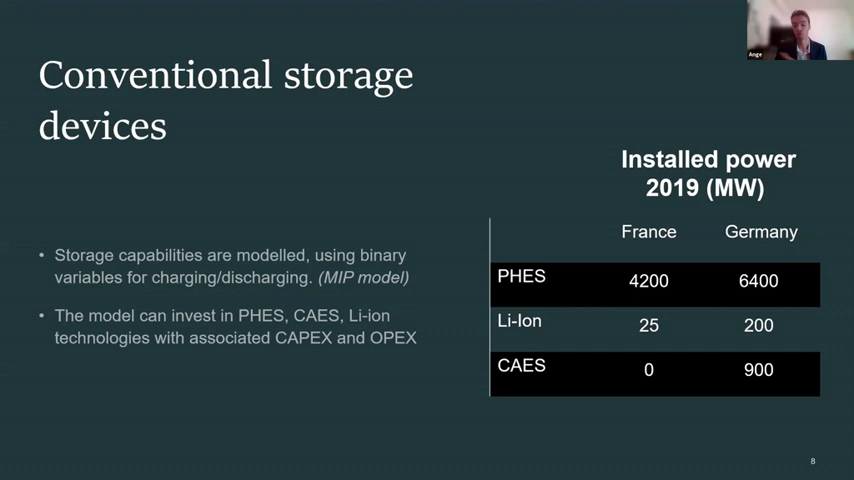 Ange
Conventional storage
devices
Installed power
2019 (MW)
France Germany
• Storage capabilities are modelled, using binary
variables for charging/discharging. (MIP model)
• The model can invest in PHES, CAES, Li-ion
technologies with associated CAPEX and OPEX
PHES 4200 6400
Li-Ion 25 200
CAES 0 900
8